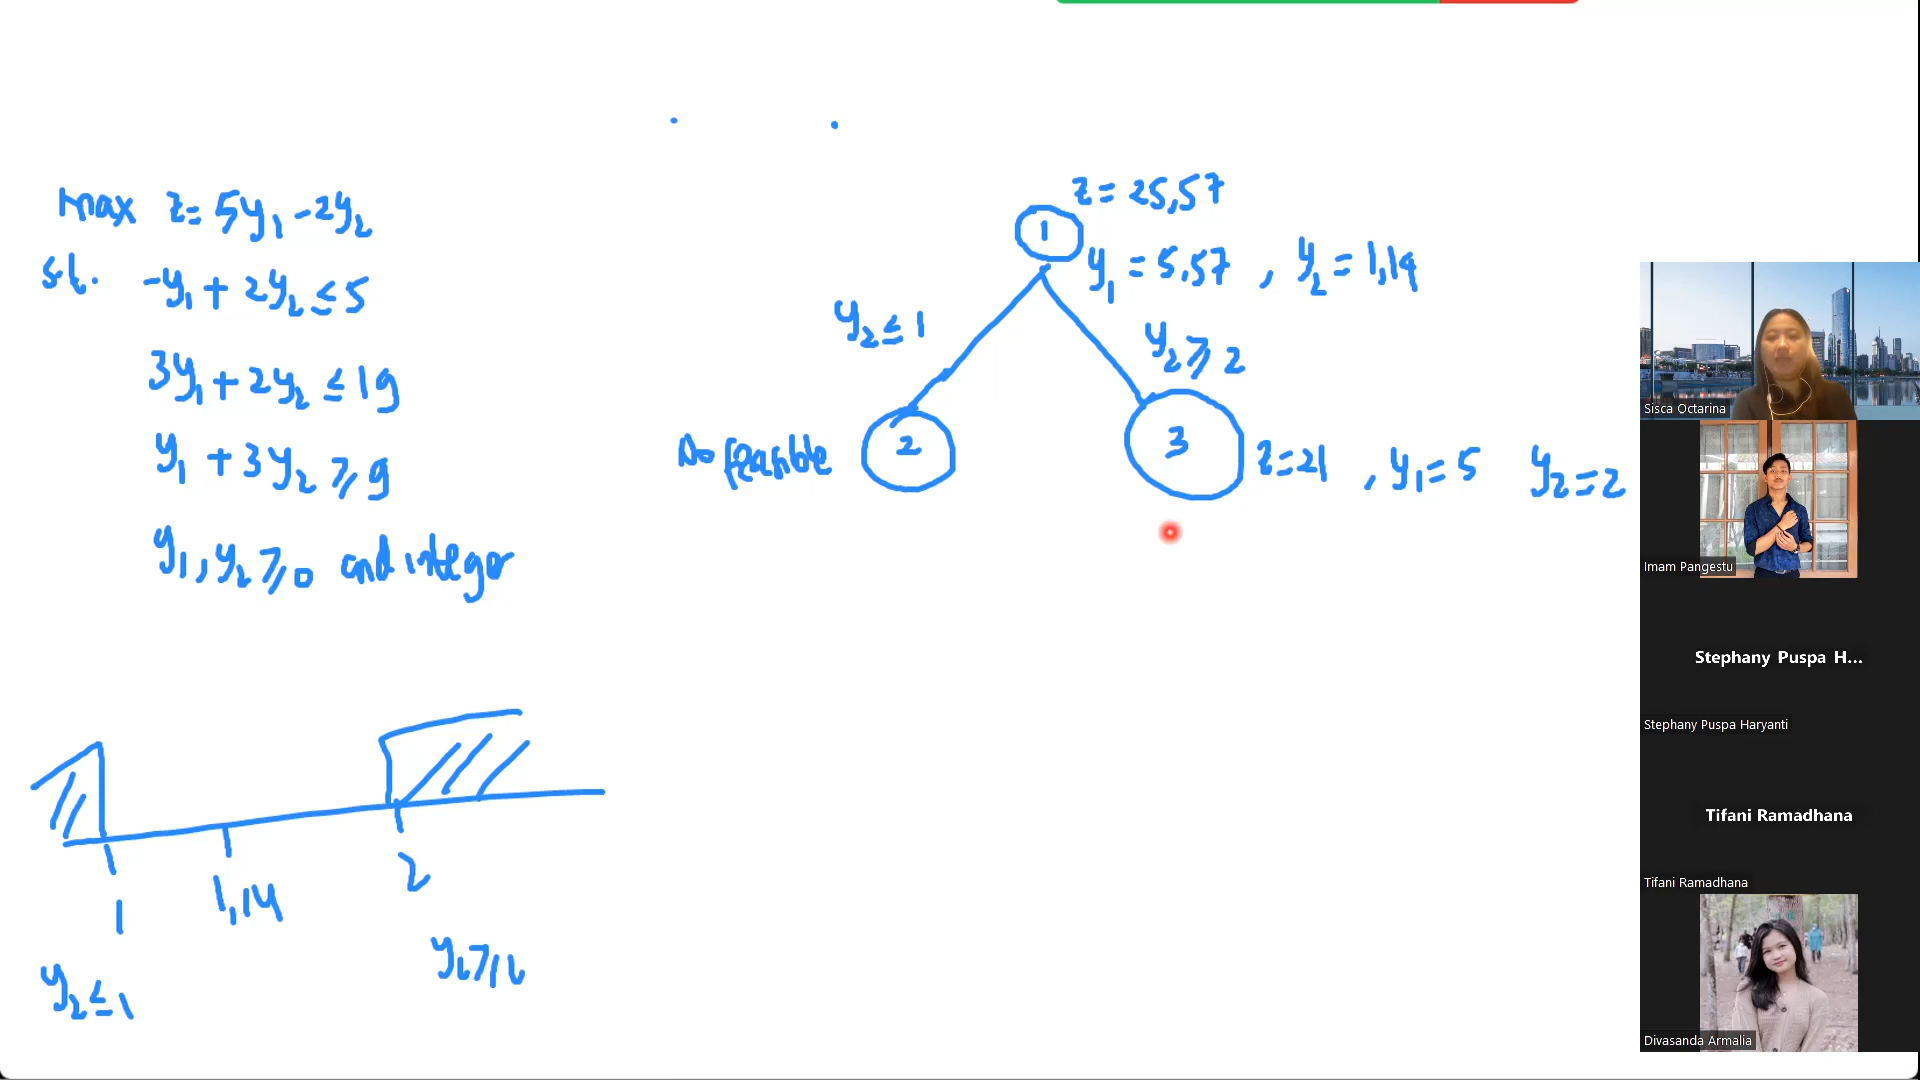 max z= 5y₁ -2y₂
st. -y₁ + 2y₂ ≤ 5
3y₁ + 2y₂ ≤ 19
y₁ + 3y₂ ≥ 9
y₁, y₂ ≥ 0 and integer
z= 25,57
1
y₁ = 5,57 , y₂ = 1,14
y₂ ≤ 1
y₂ ≥ 2
No feasible
2
3
z=21 , y₁= 5 y₂=2
1
1,14
2
y₂≤1
y₂≥2
Sisca Octarina
Imam Pangestu
Stephany Puspa H...
Stephany Puspa Haryanti
Tifani Ramadhana
Tifani Ramadhana
Divasanda Armalia